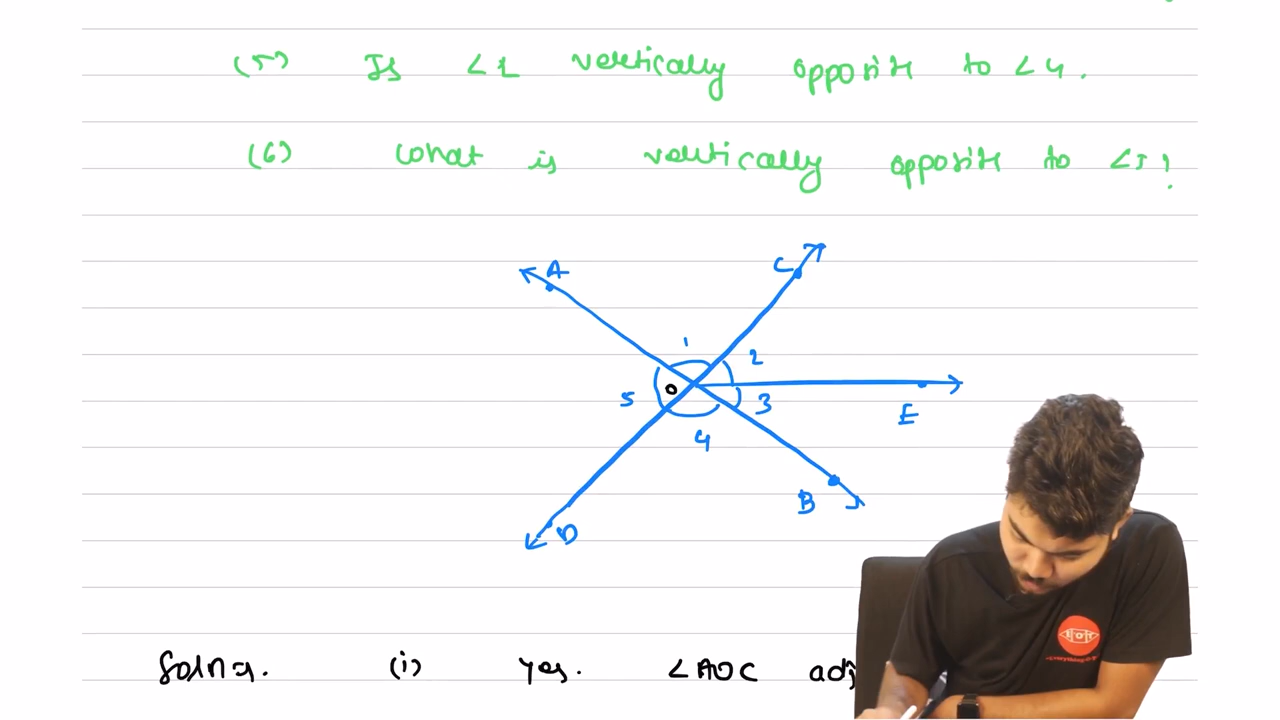 (5) Is ∠1 vertically opposite to ∠4.
(6) What is vertically opposite to ∠5?
A
C
1
2
O
5
3
E
4
B
D
Soln. (i) Yes. ∠AOC adj